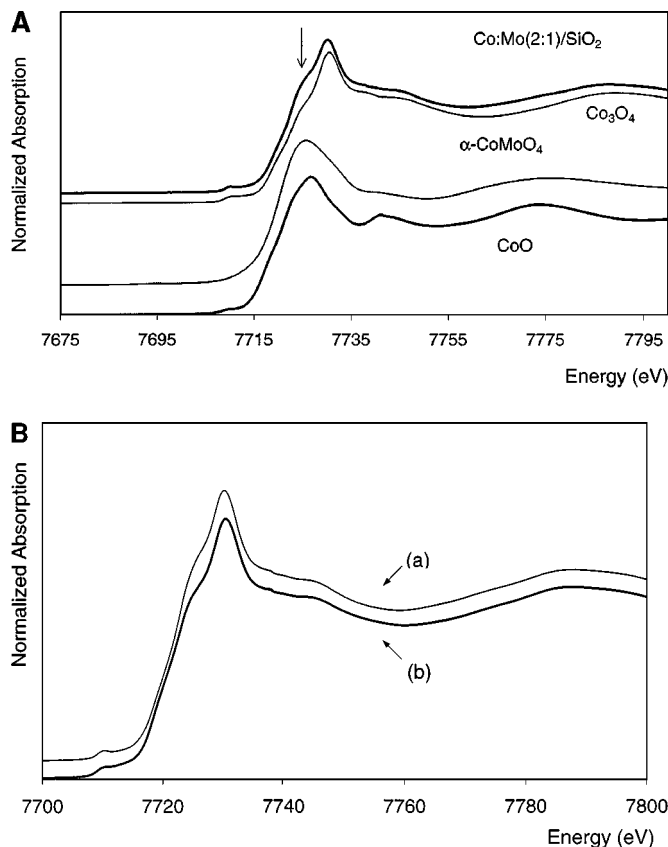 A
Normalized Absorption
Co:Mo(2:1)/SiO2
Co3O4
α-CoMoO4
CoO
7675 7695 7715 7735 7755 7775 7795
Energy (eV)
B
Normalized Absorption
(a)
(b)
7700 7720 7740 7760 7780 7800
Energy (eV)